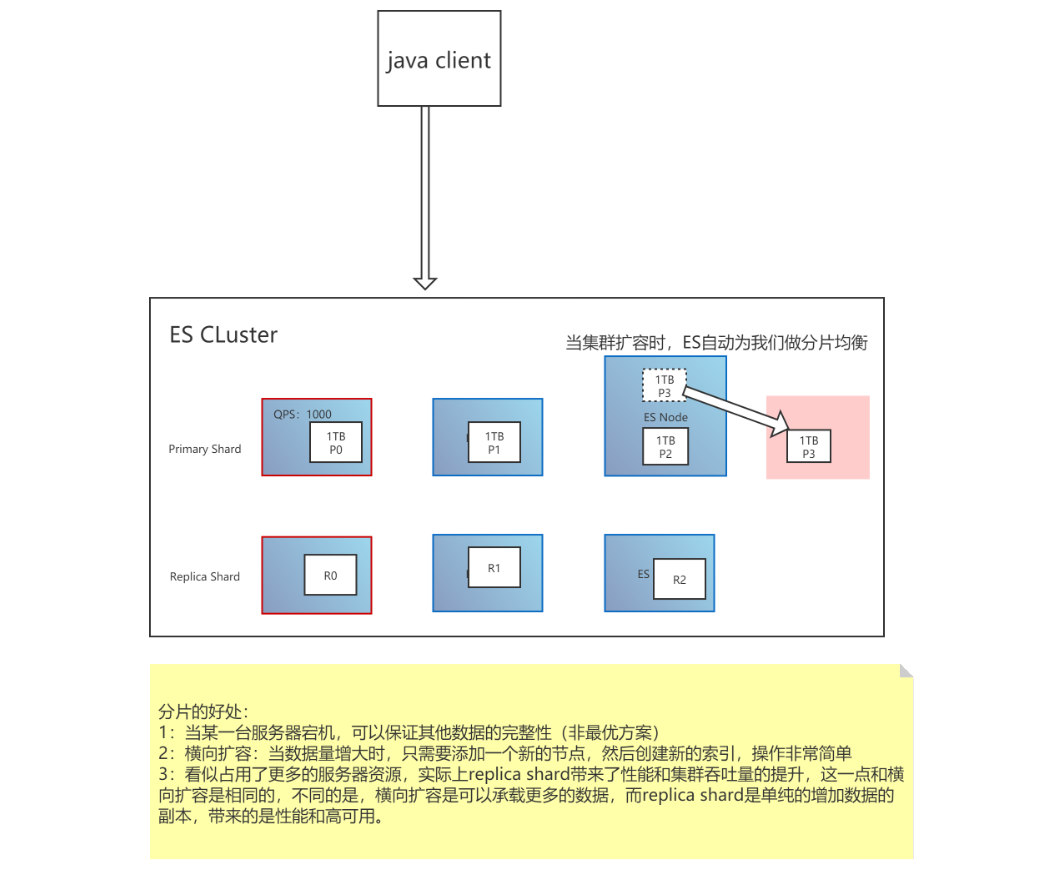 java client
ES CLuster
当集群扩容时，ES自动为我们做分片均衡
1TB
P3
QPS：1000
ES Node
1TB
P0
1TB
P1
1TB
P2
1TB
P3
Primary Shard
Replica Shard
R0
R1
ES
R2
分片的好处：
1：当某一台服务器宕机，可以保证其他数据的完整性（非最优方案）
2：横向扩容：当数据量增大时，只需要添加一个新的节点，然后创建新的索引，操作非常简单
3：看似占用了更多的服务器资源，实际上replica shard带来了性能和集群吞吐量的提升，这一点和横
向扩容是相同的，不同的是，横向扩容是可以承载更多的数据，而replica shard是单纯的增加数据的
副本，带来的是性能和高可用。